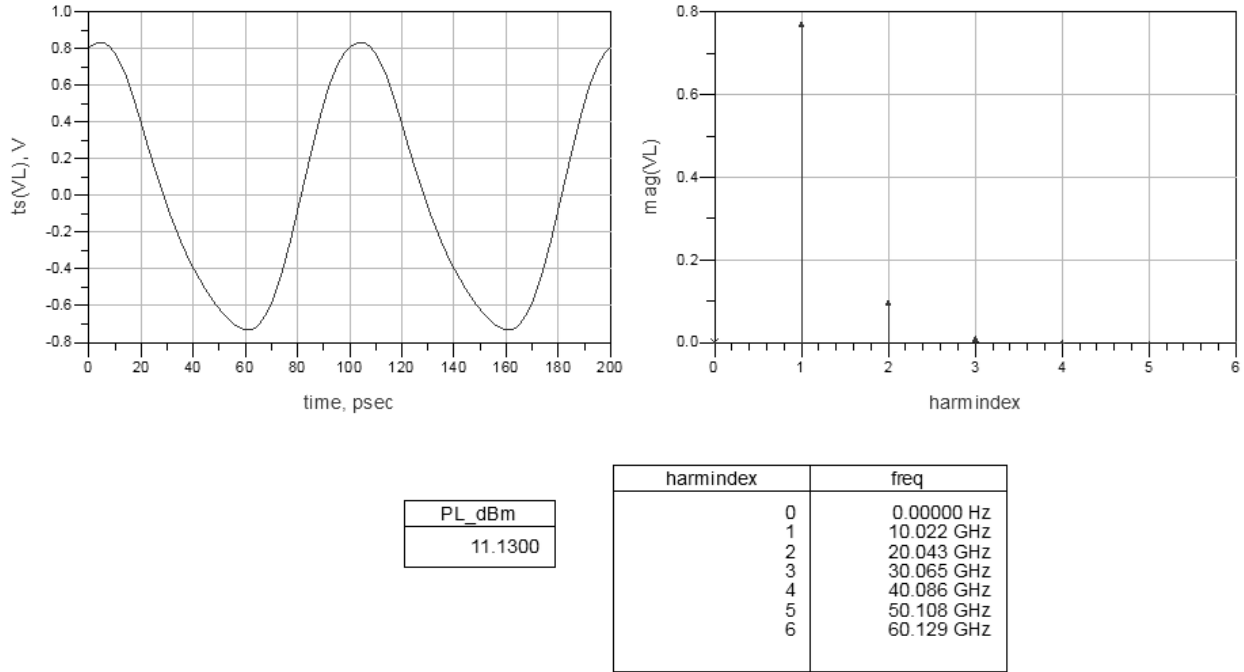 1.0
0.8
0.6
0.4
0.2
0.0
-0.2
-0.4
-0.6
-0.8
ts(VL), V
0 20 40 60 80 100 120 140 160 180 200
time, psec
0.8
0.6
0.4
0.2
0.0
mag(VL)
0 1 2 3 4 5 6
harmindex
PL_dBm
11.1300
harmindex freq
0 0.00000 Hz
1 10.022 GHz
2 20.043 GHz
3 30.065 GHz
4 40.086 GHz
5 50.108 GHz
6 60.129 GHz